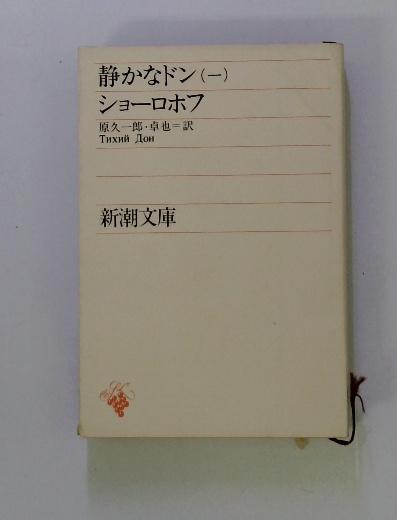 静かなドン(一)
ショーロホフ
原久一郎・卓也=訳
Тихий Дон
新潮文庫